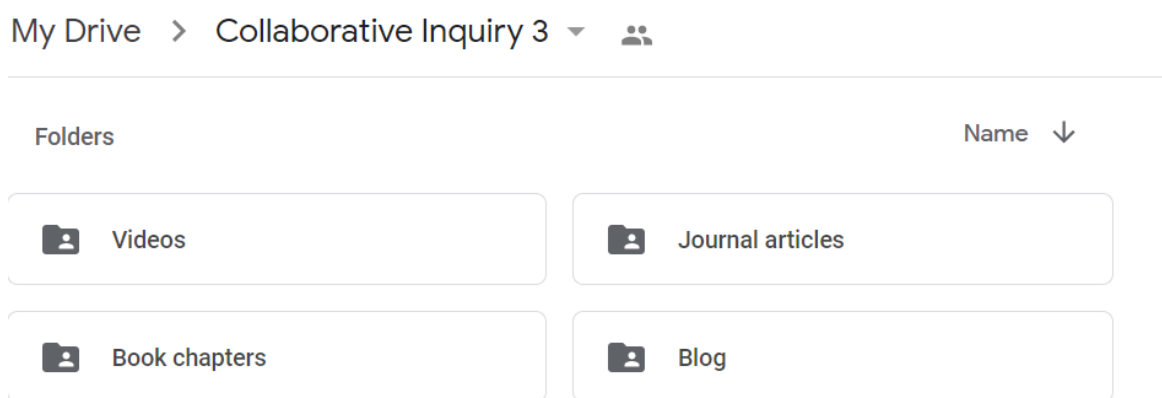 My Drive > Collaborative Inquiry 3
Folders Name
Videos Journal articles
Book chapters Blog